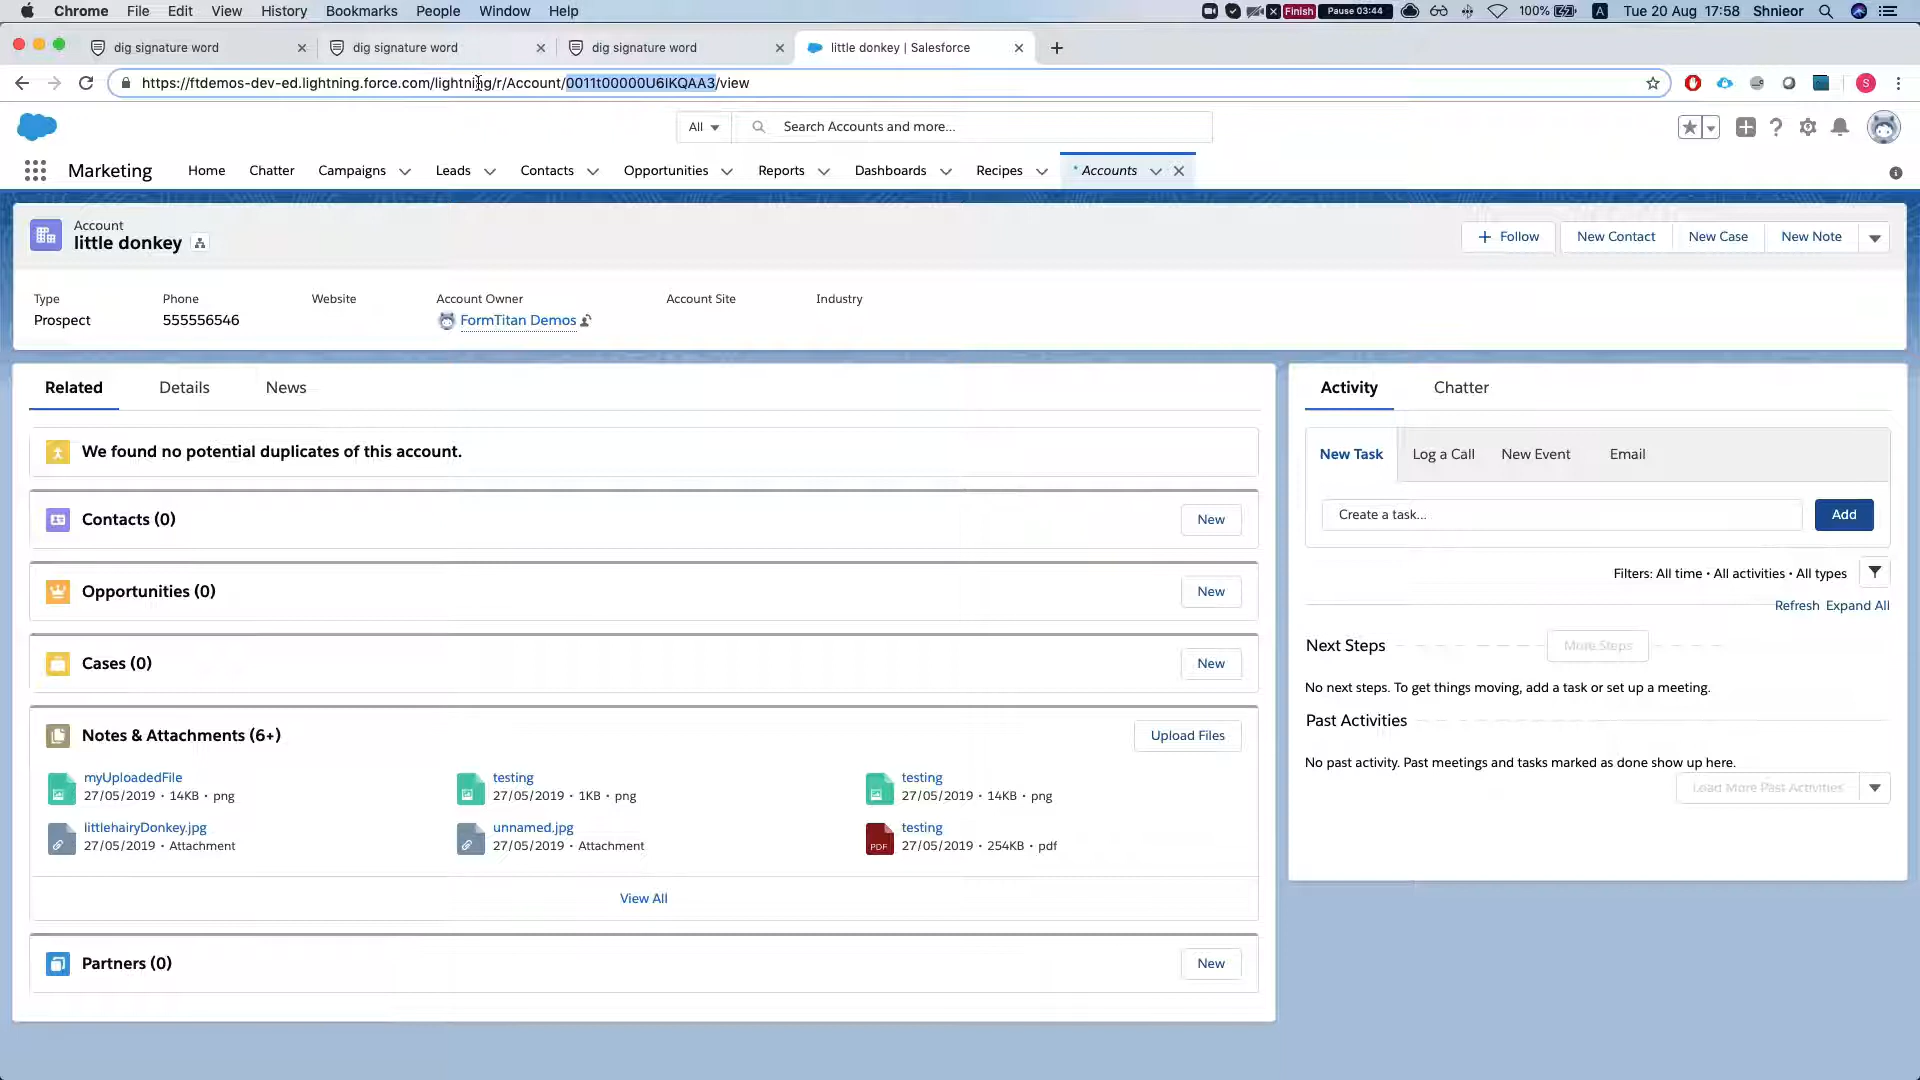 Chrome File Edit View History Bookmarks People Window Help Finish Pause 03:44 100% A Tue 20 Aug 17:58 Shnieor
dig signature word dig signature word dig signature word little donkey | Salesforce
https://ftdemos-dev-ed.lightning.force.com/lightning/r/Account/0011t00000U6IKQAA3/view S
All Search Accounts and more...
Marketing Home Chatter Campaigns Leads Contacts Opportunities Reports Dashboards Recipes * Accounts
Account
little donkey
Follow New Contact New Case New Note
Type Phone Website Account Owner Account Site Industry
Prospect 555556546 FormTitan Demos
Related Details News
We found no potential duplicates of this account.
Contacts (0) New
Opportunities (0) New
Cases (0) New
Notes & Attachments (6+) Upload Files
myUploadedFile testing testing
27/05/2019 • 14KB • png 27/05/2019 • 1KB • png 27/05/2019 • 14KB • png
littlehairyDonkey.jpg unnamed.jpg testing
27/05/2019 • Attachment 27/05/2019 • Attachment PDF 27/05/2019 • 254KB • pdf
View All
Partners (0) New
Activity Chatter
New Task Log a Call New Event Email
Create a task... Add
Filters: All time • All activities • All types
Refresh Expand All
Next Steps More Steps
No next steps. To get things moving, add a task or set up a meeting.
Past Activities
No past activity. Past meetings and tasks marked as done show up here.
Load More Past Activities